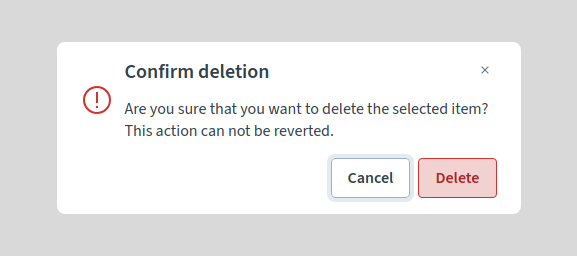 Confirm deletion
Are you sure that you want to delete the selected item?
This action can not be reverted.
Cancel Delete